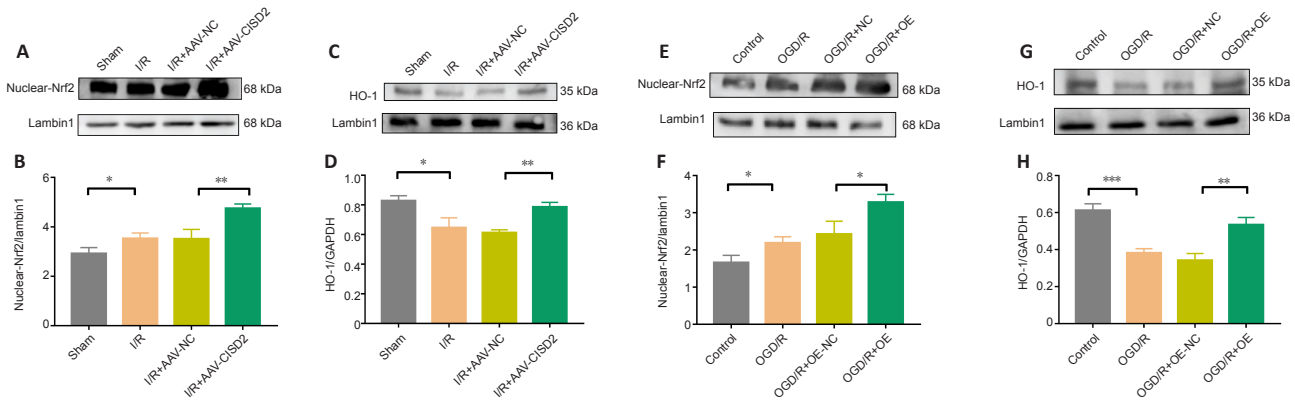 A
Sham
I/R
I/R+AAV-NC
I/R+AAV-CISD2
Nuclear-Nrf2
68 kDa
Lambin1
68 kDa
B
Nuclear-Nrf2/lambin1
6
4
2
0
*
**
Sham
I/R
I/R+AAV-NC
I/R+AAV-CISD2
C
Sham
I/R
I/R+AAV-NC
I/R+AAV-CISD2
HO-1
35 kDa
Lambin1
36 kDa
D
HO-1/GAPDH
1.0
0.8
0.6
0.4
0.2
0
*
**
Sham
I/R
I/R+AAV-NC
I/R+AAV-CISD2
E
Control
OGD/R
OGD/R+NC
OGD/R+OE
Nuclear-Nrf2
68 kDa
Lambin1
68 kDa
F
Nuclear-Nrf2/lambin1
4
3
2
1
0
*
*
Control
OGD/R
OGD/R+OE-NC
OGD/R+OE
G
Control
OGD/R
OGD/R+NC
OGD/R+OE
HO-1
35 kDa
Lambin1
36 kDa
H
HO-1/GAPDH
0.8
0.6
0.4
0.2
0
***
**
Control
OGD/R
OGD/R+OE-NC
OGD/R+OE